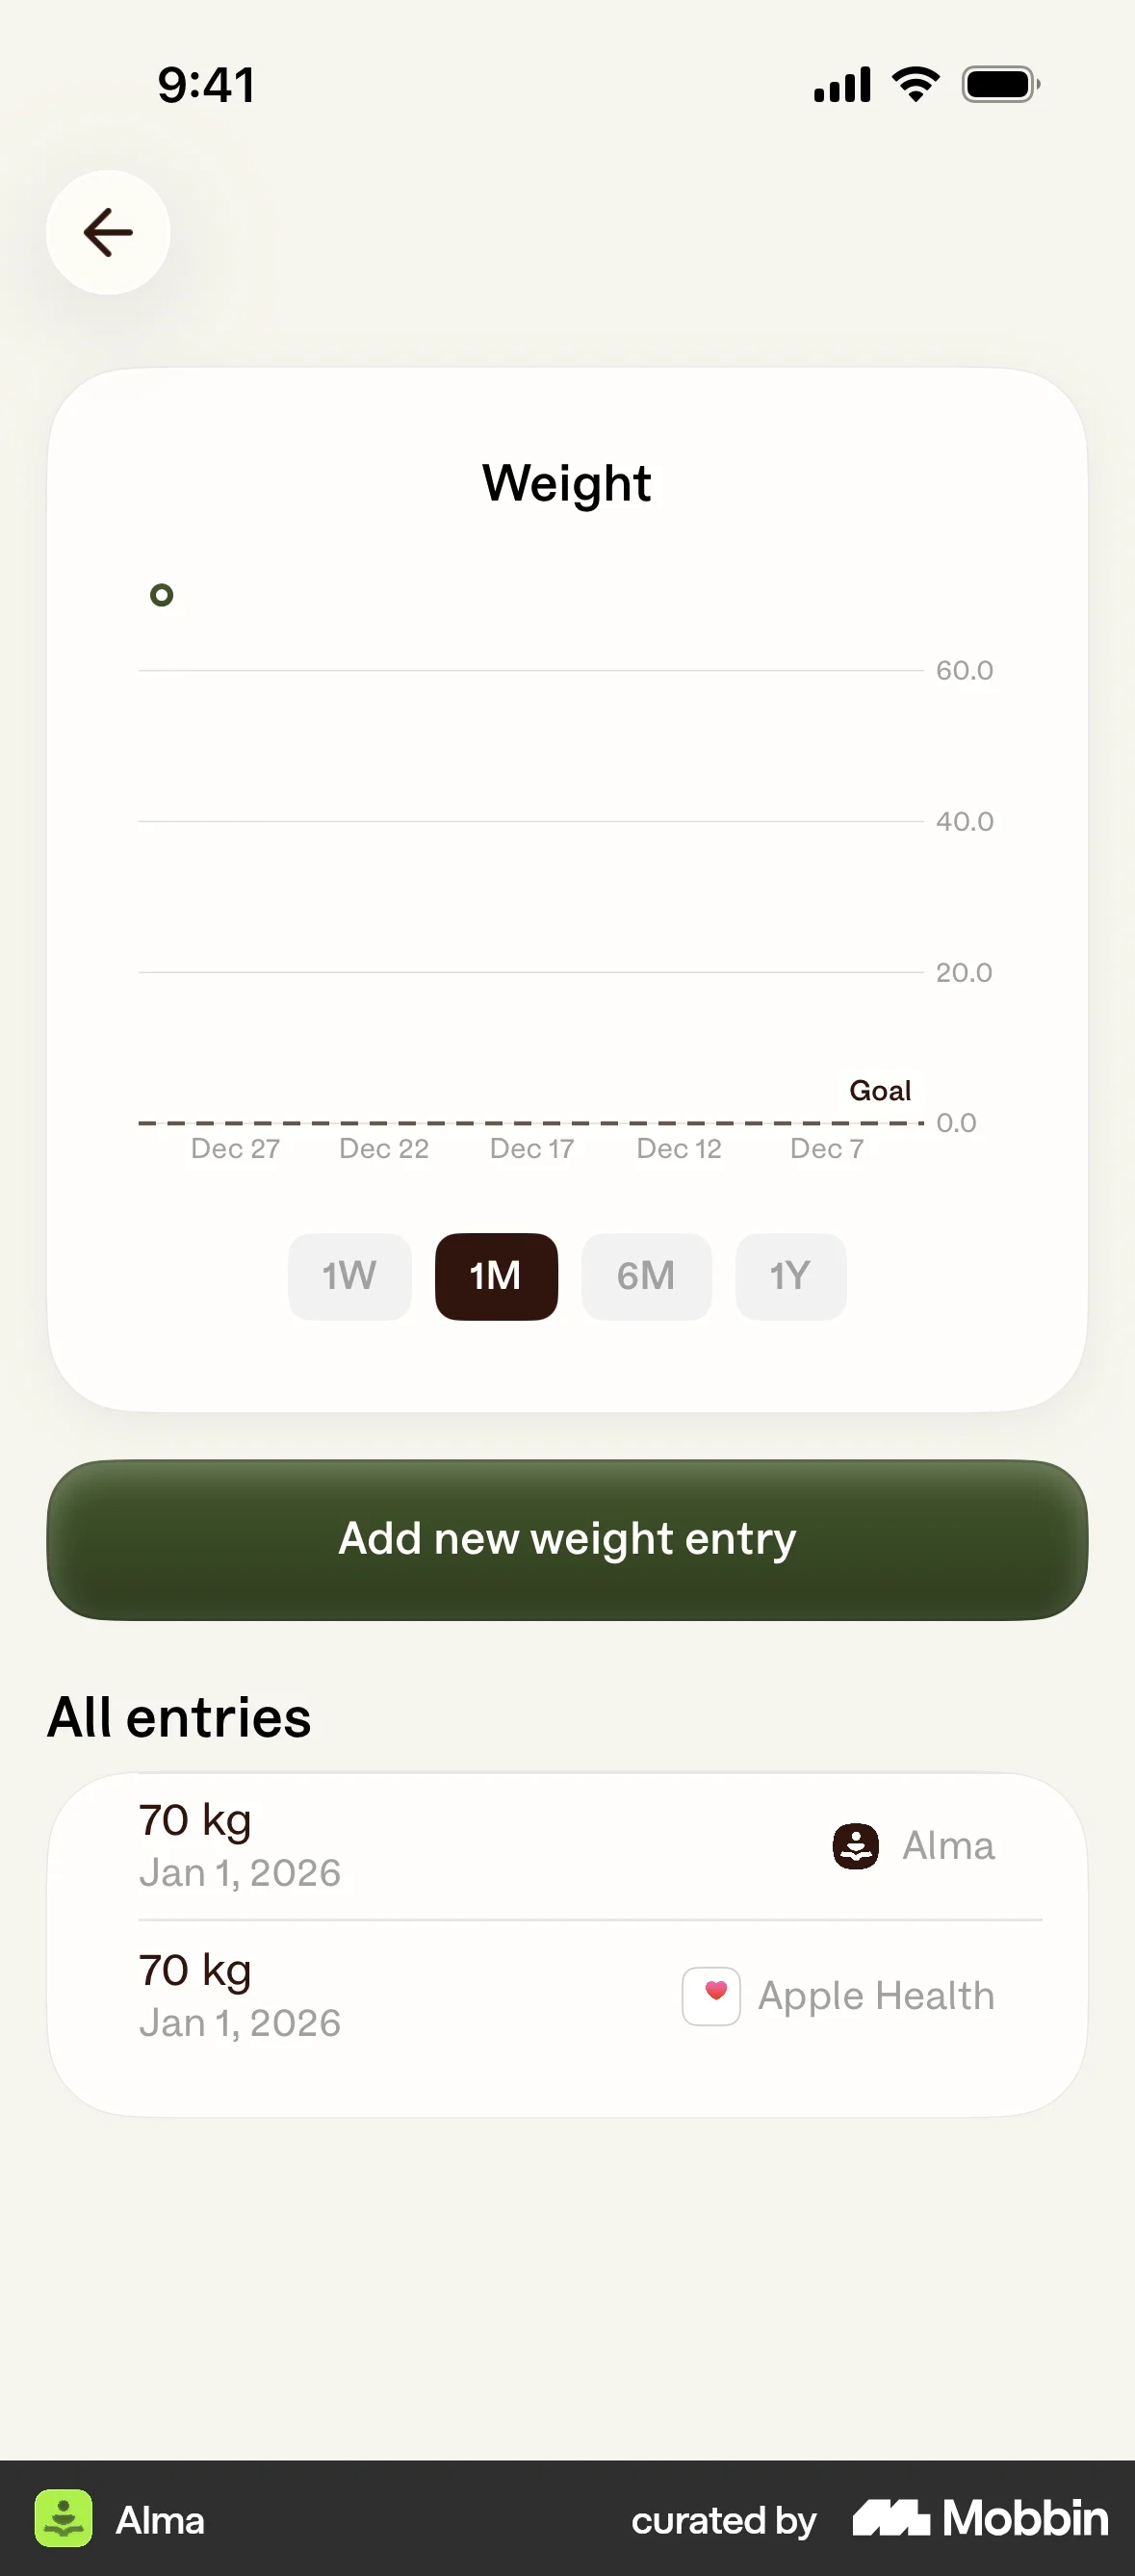 9:41
Weight
60.0
40.0
20.0
Goal
0.0
Dec 27 Dec 22 Dec 17 Dec 12 Dec 7
1W 1M 6M 1Y
Add new weight entry
All entries
70 kg
Jan 1, 2026
Alma
70 kg
Jan 1, 2026
Apple Health
Alma
curated by Mobbin